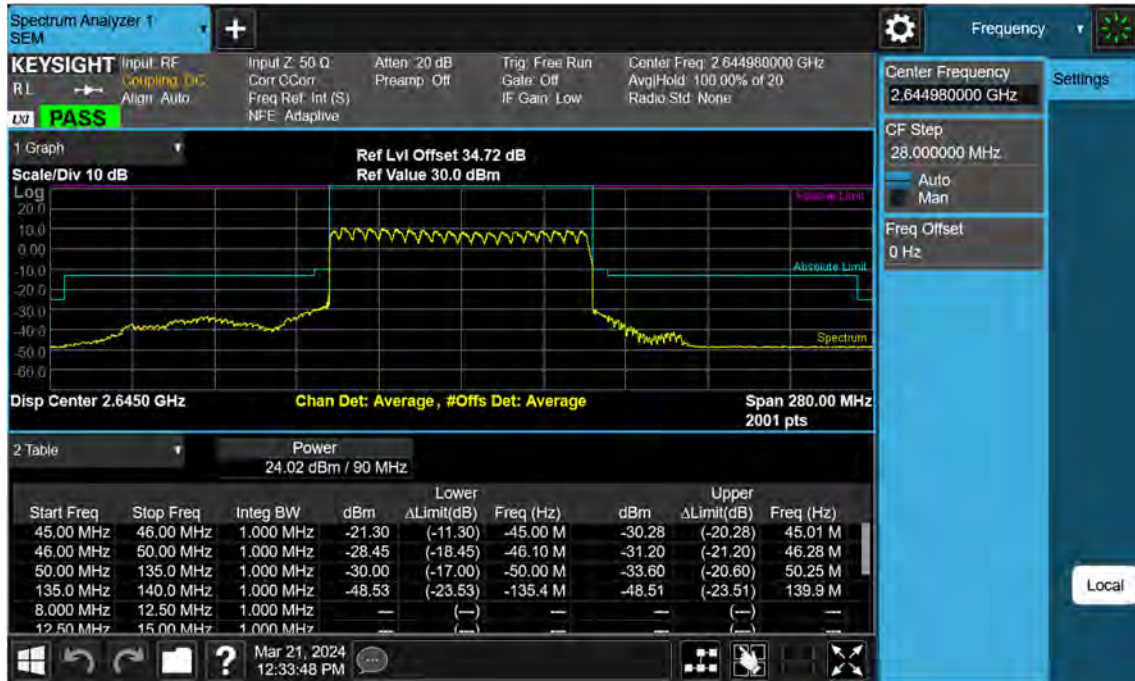 Spectrum Analyzer 1
SEM
+
Frequency
KEYSIGHT
Input: RF
Coupling: DC
Align: Auto
Input Z: 50 Ω
Corr CCorr
Freq Ref: Int (S)
NFE: Adaptive
Atten: 20 dB
Preamp: Off
Trig: Free Run
Gate: Off
IF Gain: Low
Center Freq: 2.644980000 GHz
Avg|Hold: 100.00% of 20
Radio Std: None
RL
LXI
PASS
Center Frequency
2.644980000 GHz
Settings
CF Step
28.000000 MHz
Auto
Man
Freq Offset
0 Hz
1 Graph
Scale/Div 10 dB
Ref Lvl Offset 34.72 dB
Ref Value 30.0 dBm
Log
20.0
10.0
0.00
-10.0
-20.0
-30.0
-40.0
-50.0
-60.0
Relative Limit
Absolute Limit
Spectrum
Disp Center 2.6450 GHz
Chan Det: Average, #Offs Det: Average
Span 280.00 MHz
2001 pts
2 Table
Power
24.02 dBm / 90 MHz
Lower Upper
Start Freq Stop Freq Integ BW dBm ΔLimit(dB) Freq (Hz) dBm ΔLimit(dB) Freq (Hz)
45.00 MHz 46.00 MHz 1.000 MHz -21.30 (-11.30) -45.00 M -30.28 (-20.28) 45.01 M
46.00 MHz 50.00 MHz 1.000 MHz -28.45 (-18.45) -46.10 M -31.20 (-21.20) 46.28 M
50.00 MHz 135.0 MHz 1.000 MHz -30.00 (-17.00) -50.00 M -33.60 (-20.60) 50.25 M
135.0 MHz 140.0 MHz 1.000 MHz -48.53 (-23.53) -135.4 M -48.51 (-23.51) 139.9 M
8.000 MHz 12.50 MHz 1.000 MHz — (—) — — (—) —
12.50 MHz 15.00 MHz 1.000 MHz — (—) — — (—) —
Local
?
Mar 21, 2024
12:33:48 PM